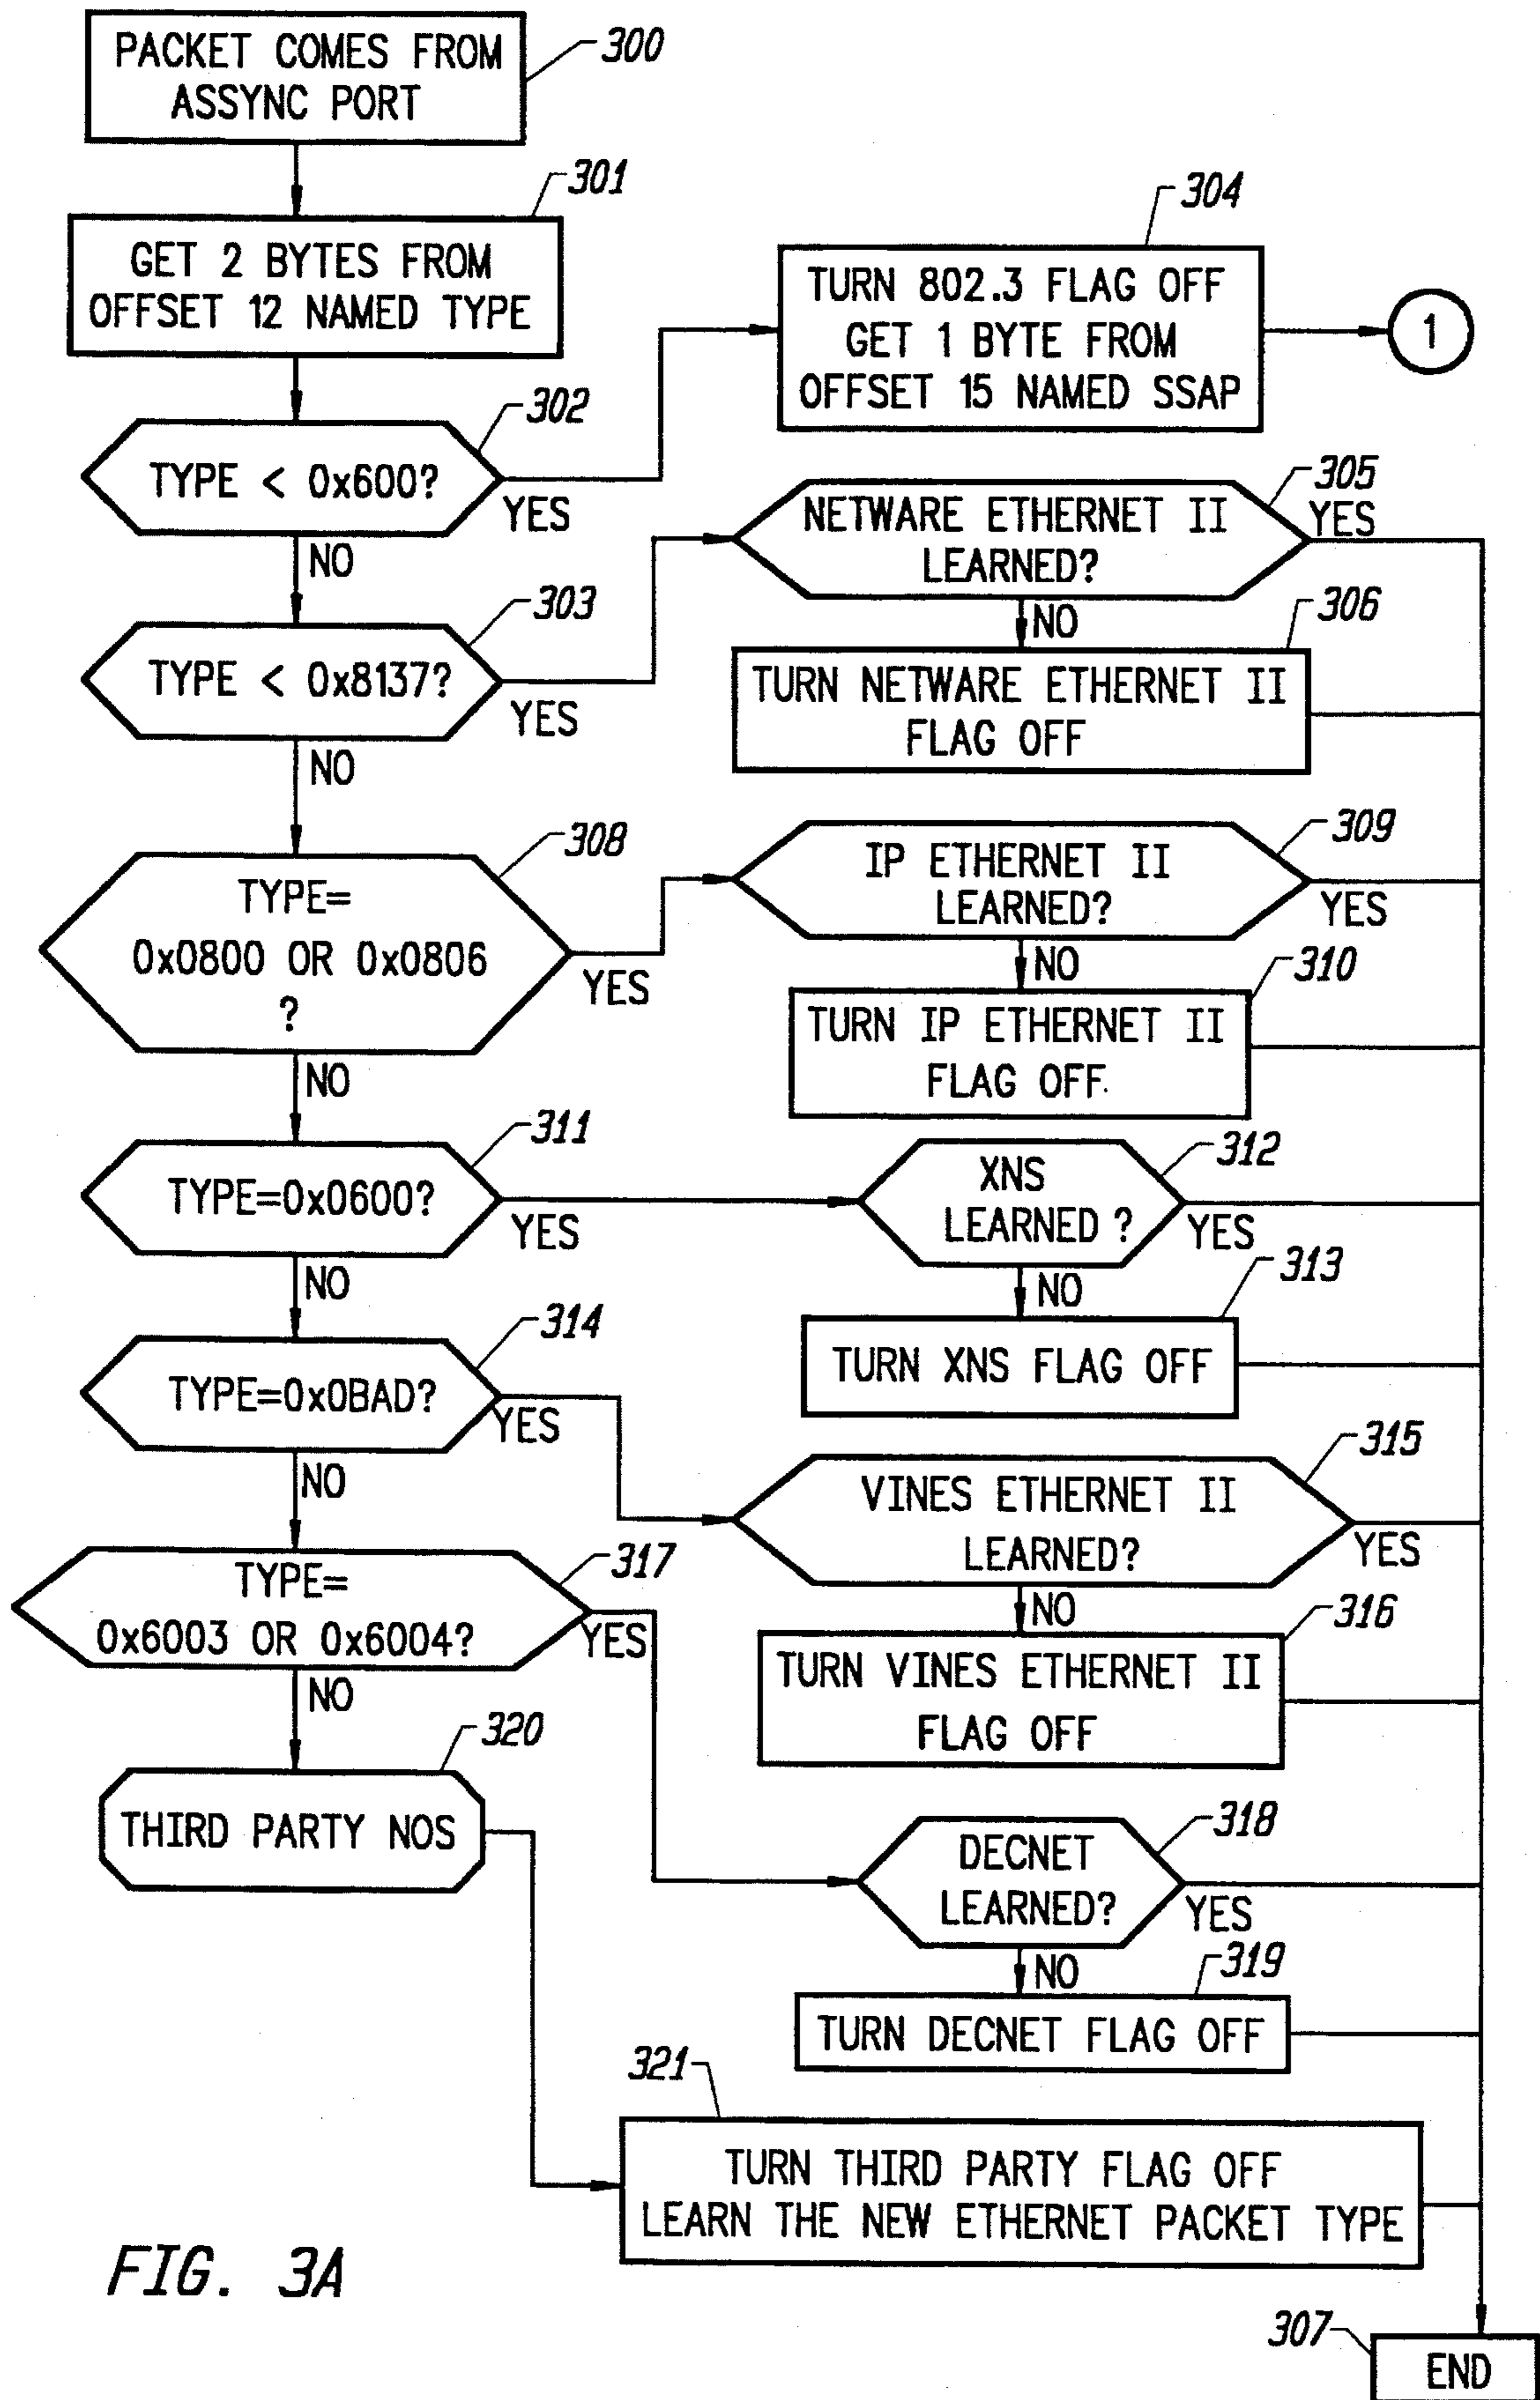 PACKET COMES FROM
ASSYNC PORT
300
301
GET 2 BYTES FROM
OFFSET 12 NAMED TYPE
304
TURN 802.3 FLAG OFF
GET 1 BYTE FROM
OFFSET 15 NAMED SSAP
1
302
TYPE < 0x600?
YES
NO
305
NETWARE ETHERNET II
LEARNED?
YES
NO
303
TYPE < 0x8137?
YES
NO
306
TURN NETWARE ETHERNET II
FLAG OFF
308
TYPE=
0x0800 OR 0x0806
?
YES
NO
309
IP ETHERNET II
LEARNED?
YES
NO
310
TURN IP ETHERNET II
FLAG OFF
311
TYPE=0x0600?
YES
NO
312
XNS
LEARNED ?
YES
NO
313
TURN XNS FLAG OFF
314
TYPE=0x0BAD?
YES
NO
315
VINES ETHERNET II
LEARNED?
YES
NO
316
TURN VINES ETHERNET II
FLAG OFF
317
TYPE=
0x6003 OR 0x6004?
YES
NO
318
DECNET
LEARNED?
YES
NO
319
TURN DECNET FLAG OFF
320
THIRD PARTY NOS
321
TURN THIRD PARTY FLAG OFF
LEARN THE NEW ETHERNET PACKET TYPE
307
END
FIG. 3A